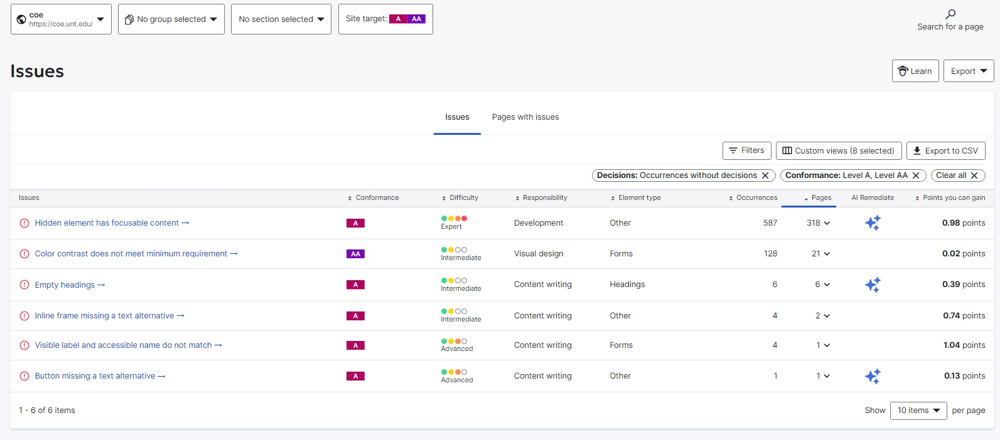 coe
https://coe.unt.edu/
No group selected
No section selected
Site target: A AA
Search for a page
Issues
Learn
Export
Issues Pages with issues
Filters Custom views (8 selected) Export to CSV
Decisions: Occurrences without decisions Conformance: Level A, Level AA Clear all
Issues Conformance Difficulty Responsibility Element type Occurrences Pages AI Remediate Points you can gain
Hidden element has focusable content → A Expert Development Other 587 318 0.98 points
Color contrast does not meet minimum requirement → AA Intermediate Visual design Forms 128 21 0.02 points
Empty headings → A Intermediate Content writing Headings 6 6 0.39 points
Inline frame missing a text alternative → A Intermediate Content writing Other 4 2 0.74 points
Visible label and accessible name do not match → A Advanced Content writing Forms 4 1 1.04 points
Button missing a text alternative → A Advanced Content writing Other 1 1 0.13 points
1 - 6 of 6 items Show 10 items per page